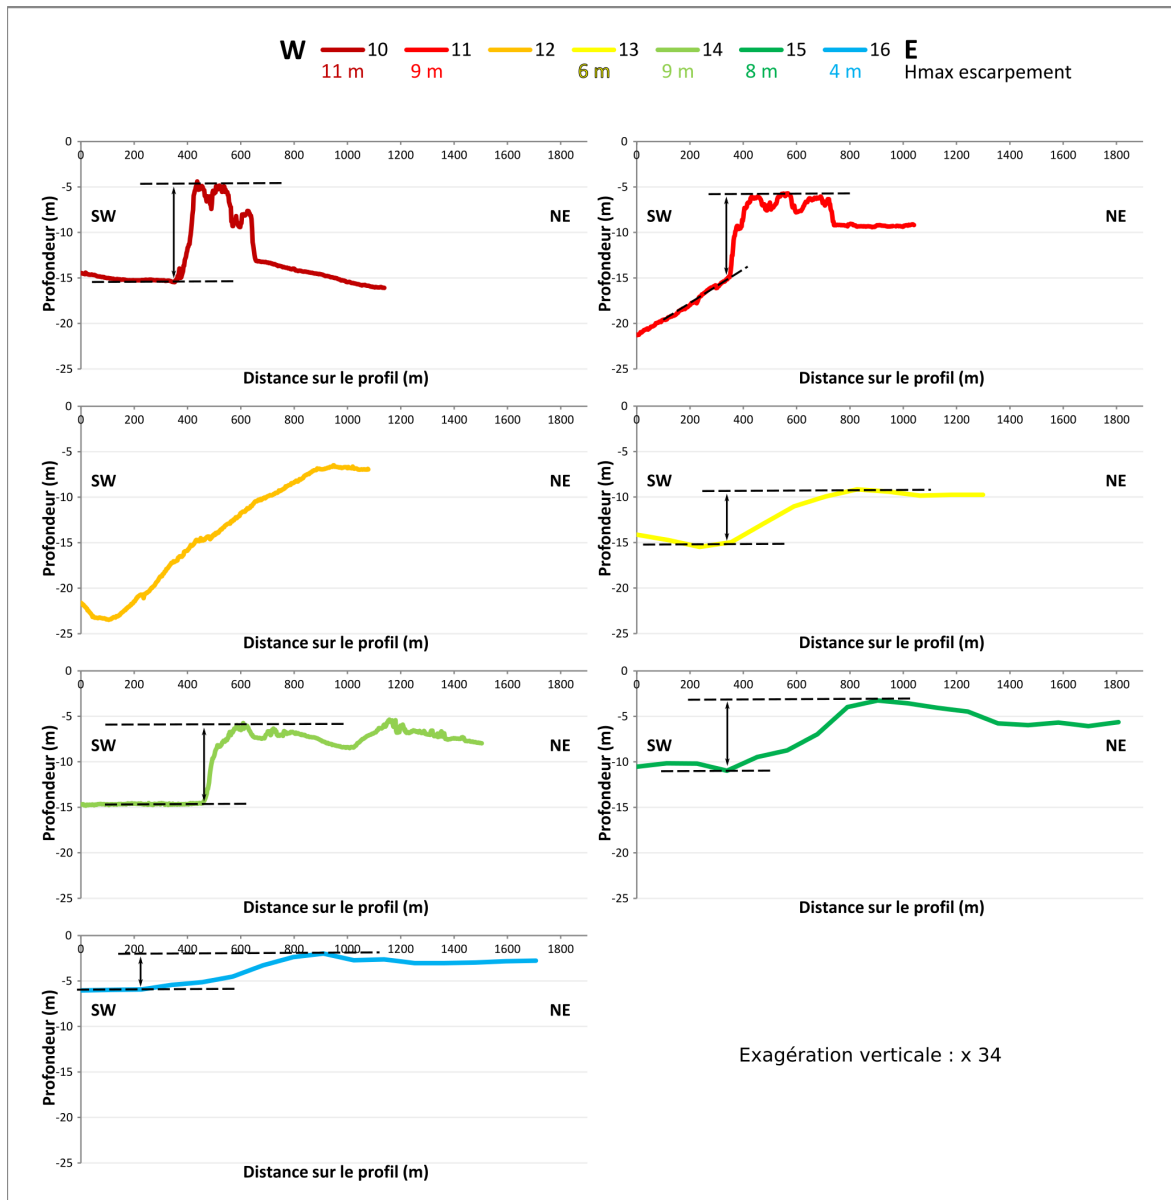 W 10 11 12 13 14 15 16 E
11 m 9 m 6 m 9 m 8 m 4 m Hmax escarpement
0
0 200 400 600 800 1000 1200 1400 1600 1800
-5
SW NE
-10
-15
-20
-25
Profondeur (m)
Distance sur le profil (m)
0
0 200 400 600 800 1000 1200 1400 1600 1800
-5
SW NE
-10
-15
-20
-25
Profondeur (m)
Distance sur le profil (m)
0
0 200 400 600 800 1000 1200 1400 1600 1800
-5
SW NE
-10
-15
-20
-25
Profondeur (m)
Distance sur le profil (m)
0
0 200 400 600 800 1000 1200 1400 1600 1800
-5
SW NE
-10
-15
-20
-25
Profondeur (m)
Distance sur le profil (m)
0
0 200 400 600 800 1000 1200 1400 1600 1800
-5
SW NE
-10
-15
-20
-25
Profondeur (m)
Distance sur le profil (m)
0
0 200 400 600 800 1000 1200 1400 1600 1800
-5
SW NE
-10
-15
-20
-25
Profondeur (m)
Distance sur le profil (m)
0
0 200 400 600 800 1000 1200 1400 1600 1800
-5
SW NE
-10
-15
-20
-25
Profondeur (m)
Distance sur le profil (m)
Exagération verticale : x 34